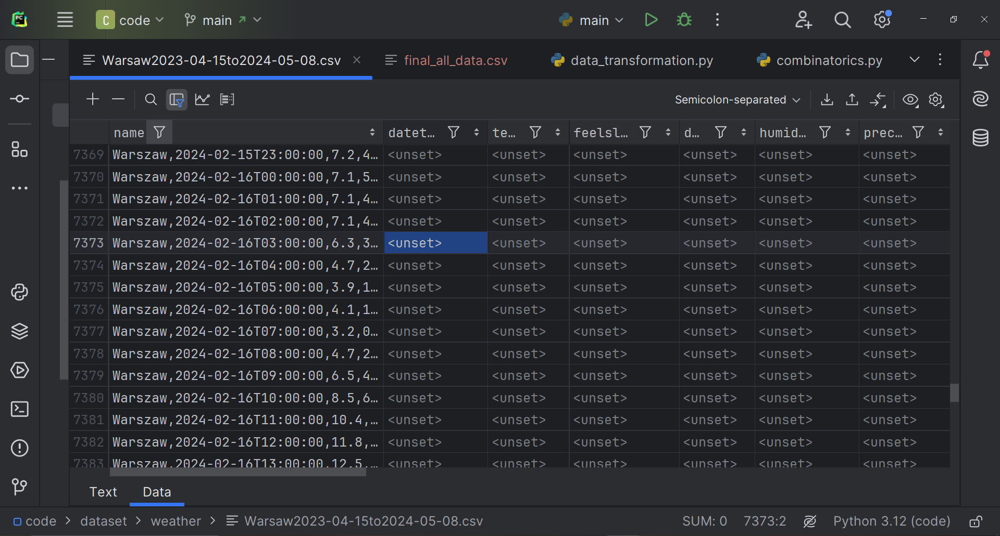 PC
C code main main
Warsaw2023-04-15to2024-05-08.csv final_all_data.csv data_transformation.py combinatorics.py
Semicolon-separated
name datet... te... feelsl... d... humid... prec...
7369 Warszaw,2024-02-15T23:00:00,7.2,4... <unset> <unset> <unset> <unset> <unset> <unset>
7370 Warszaw,2024-02-16T00:00:00,7.1,5... <unset> <unset> <unset> <unset> <unset> <unset>
7371 Warszaw,2024-02-16T01:00:00,7.1,4... <unset> <unset> <unset> <unset> <unset> <unset>
7372 Warszaw,2024-02-16T02:00:00,7.1,4... <unset> <unset> <unset> <unset> <unset> <unset>
7373 Warszaw,2024-02-16T03:00:00,6.3,3... <unset> <unset> <unset> <unset> <unset> <unset>
7374 Warszaw,2024-02-16T04:00:00,4.7,2... <unset> <unset> <unset> <unset> <unset> <unset>
7375 Warszaw,2024-02-16T05:00:00,3.9,1... <unset> <unset> <unset> <unset> <unset> <unset>
7376 Warszaw,2024-02-16T06:00:00,4.1,1... <unset> <unset> <unset> <unset> <unset> <unset>
7377 Warszaw,2024-02-16T07:00:00,3.2,0... <unset> <unset> <unset> <unset> <unset> <unset>
7378 Warszaw,2024-02-16T08:00:00,4.7,2... <unset> <unset> <unset> <unset> <unset> <unset>
7379 Warszaw,2024-02-16T09:00:00,6.5,4... <unset> <unset> <unset> <unset> <unset> <unset>
7380 Warszaw,2024-02-16T10:00:00,8.5,6... <unset> <unset> <unset> <unset> <unset> <unset>
7381 Warszaw,2024-02-16T11:00:00,10.4,... <unset> <unset> <unset> <unset> <unset> <unset>
7382 Warszaw,2024-02-16T12:00:00,11.8,... <unset> <unset> <unset> <unset> <unset> <unset>
7383 Warszaw,2024-02-16T13:00:00,12.5,... <unset> <unset> <unset> <unset> <unset> <unset>
Text Data
code > dataset > weather > Warsaw2023-04-15to2024-05-08.csv SUM: 0 7373:2 Python 3.12 (code)